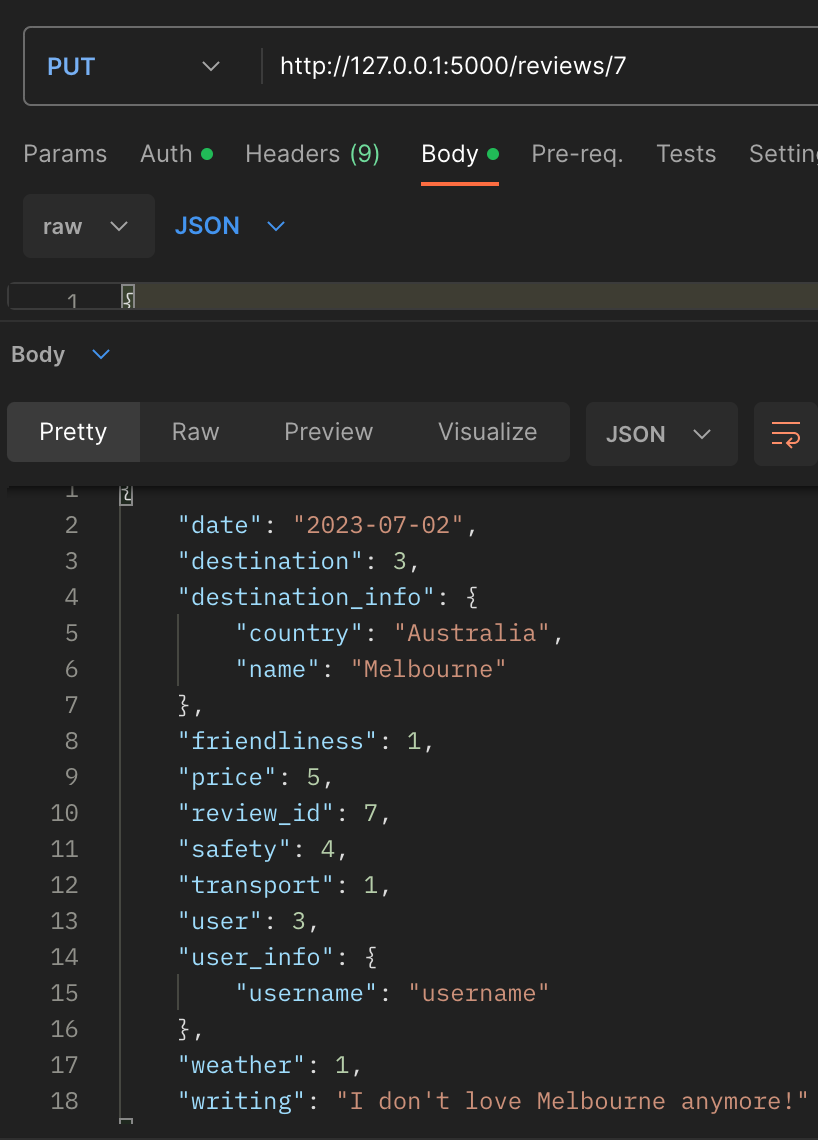 PUT http://127.0.0.1:5000/reviews/7
Params Auth Headers (9) Body Pre-req. Tests Settin
raw JSON
1 {
Body
Pretty Raw Preview Visualize JSON
1 {
2 "date": "2023-07-02",
3 "destination": 3,
4 "destination_info": {
5 "country": "Australia",
6 "name": "Melbourne"
7 },
8 "friendliness": 1,
9 "price": 5,
10 "review_id": 7,
11 "safety": 4,
12 "transport": 1,
13 "user": 3,
14 "user_info": {
15 "username": "username"
16 },
17 "weather": 1,
18 "writing": "I don't love Melbourne anymore!"